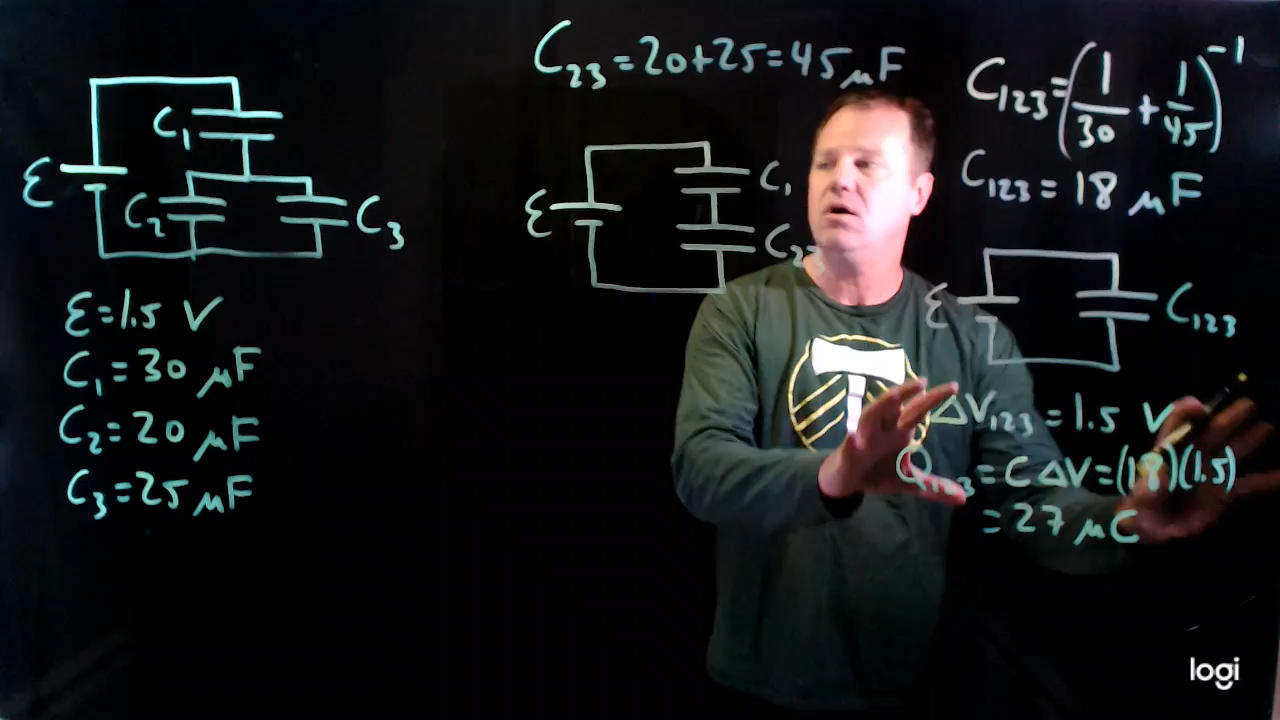 C₁
ε
C₂
C₃
ε=1.5 V
C₁=30 μF
C₂=20 μF
C₃=25 μF
C₂₃=20+25=45 μF
ε
C₁
C₂₃
C₁₂₃=(1/30+1/45)⁻¹
C₁₂₃=18 μF
ε
C₁₂₃
ΔV₁₂₃=1.5 V
Q₁₂₃=CΔV=(18)(1.5)
=27 μC
logi